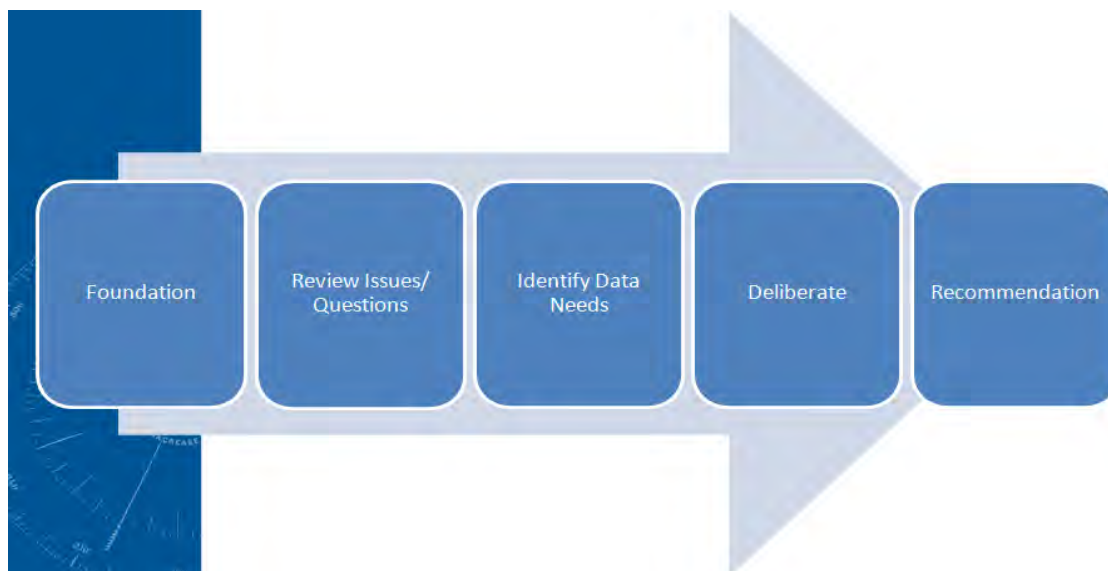 Foundation
Review Issues/
Questions
Identify Data
Needs
Deliberate
Recommendation